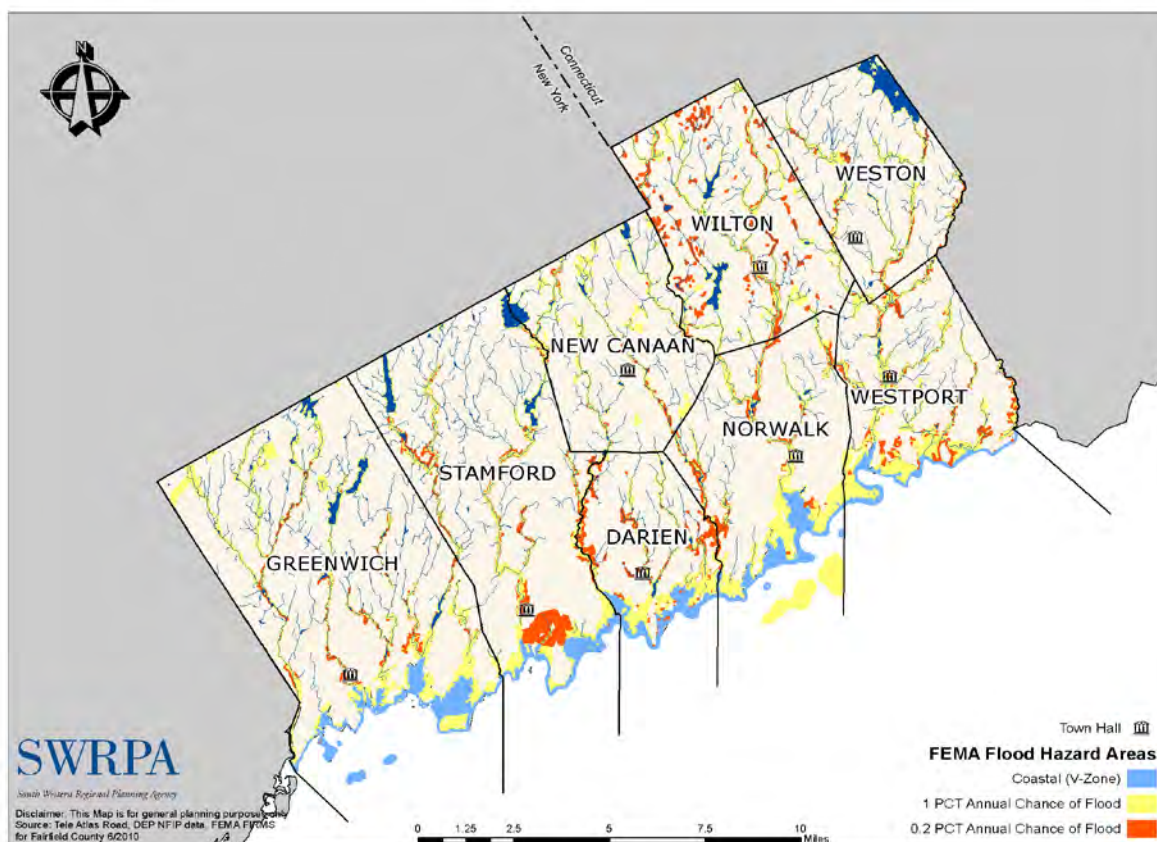 N
Connecticut
New York
WESTON
WILTON
NEW CANAAN
WESTPORT
NORWALK
STAMFORD
DARIEN
GREENWICH
SWRPA
South Western Regional Planning Agency
Disclaimer: This Map is for general planning purposes only
Source: Tele Atlas Road, DEP NFIP data, FEMA FIRMS
for Fairfield County 6/2010
0 1.25 2.5 5 7.5 10
Miles
Town Hall
FEMA Flood Hazard Areas
Coastal (V-Zone)
1 PCT Annual Chance of Flood
0.2 PCT Annual Chance of Flood